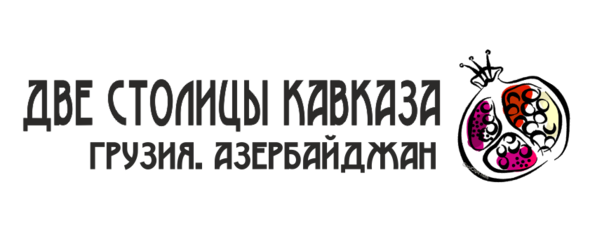 ДВЕ СТОЛИЦЫ КАВКАЗА
ГРУЗИЯ. АЗЕРБАЙДЖАН